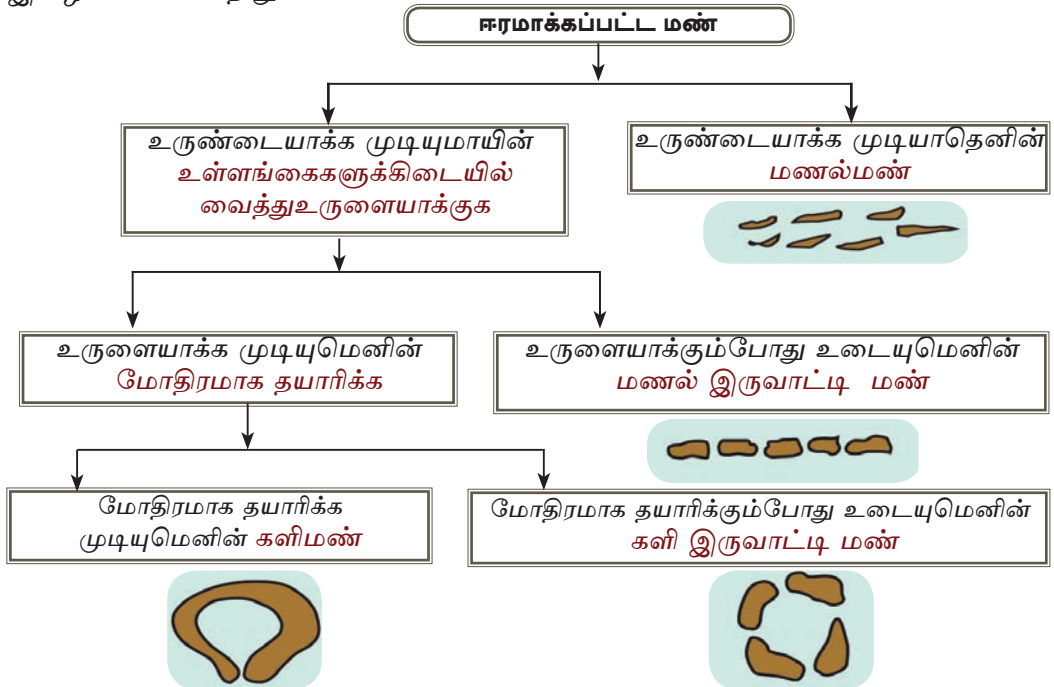 ஈரமாக்கப்பட்ட மண்
உருண்டையாக்க முடியுமாயின்
உள்ளங்கைகளுக்கிடையில்
வைத்துஉருளையாக்குக
உருண்டையாக்க முடியாதெனின்
மணல்மண்
உருளையாக்க முடியுமெனின்
மோதிரமாக தயாரிக்க
உருளையாக்கும்போது உடையுமெனின்
மணல் இருவாட்டி மண்
மோதிரமாக தயாரிக்க
முடியுமெனின் களிமண்
மோதிரமாக தயாரிக்கும்போது உடையுமெனின்
களி இருவாட்டி மண்